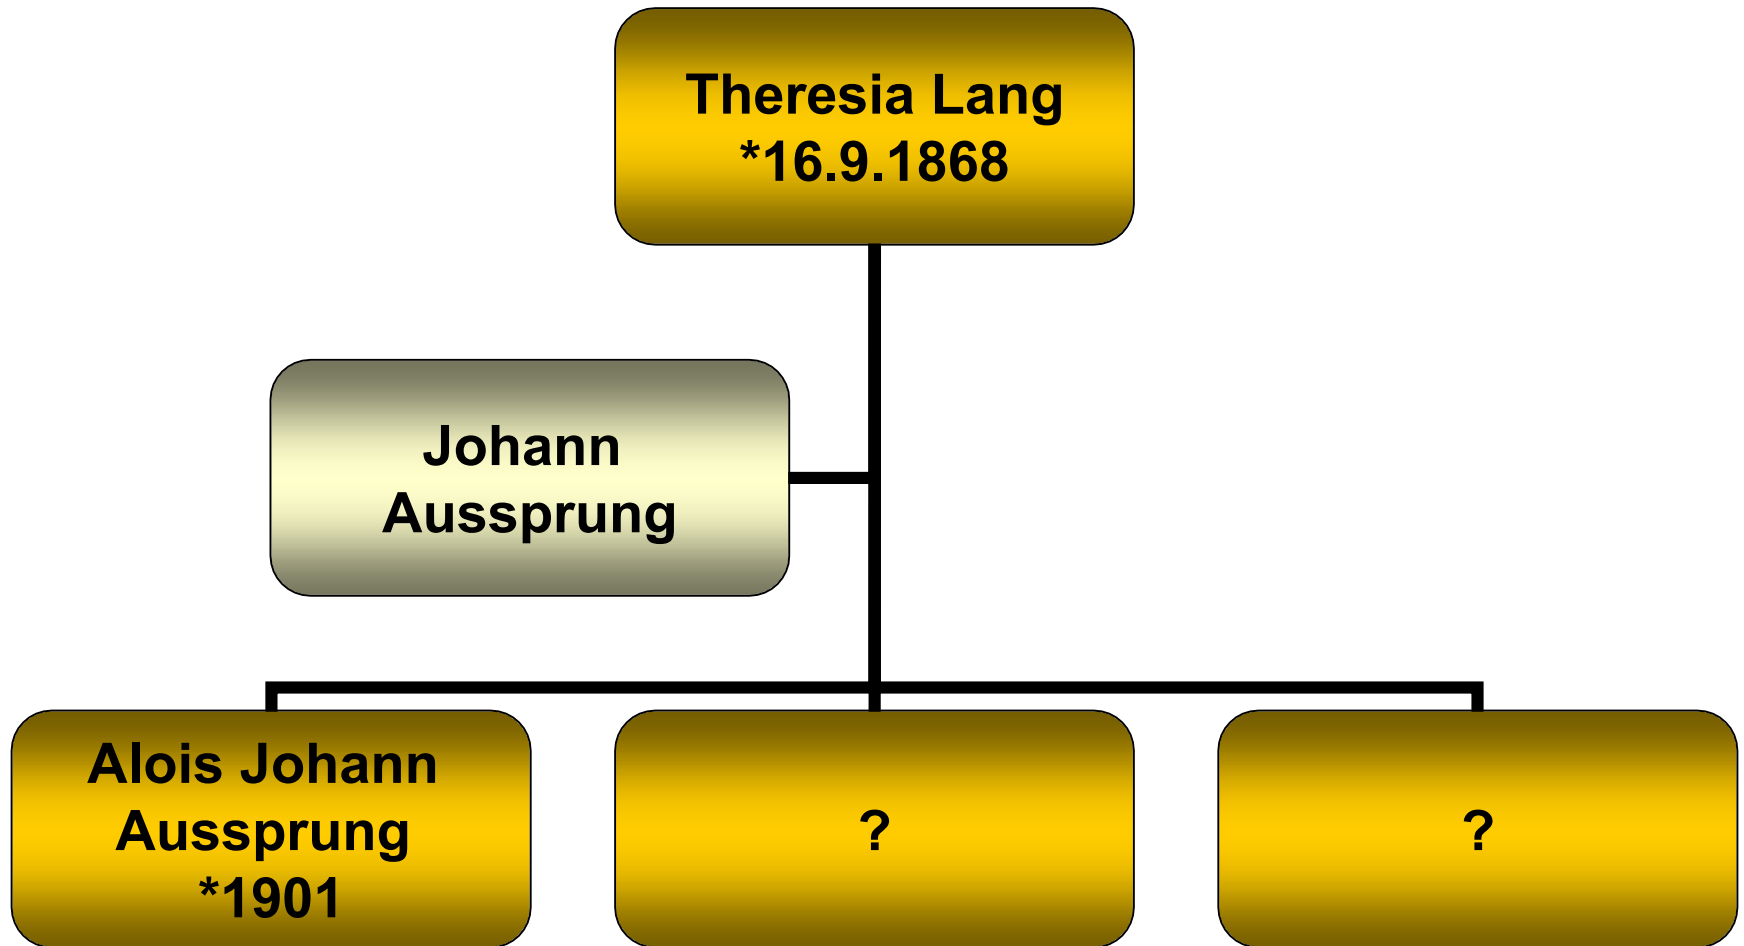 Theresia Lang
*16.9.1868
Johann
Aussprung
Alois Johann
Aussprung
*1901
?
?